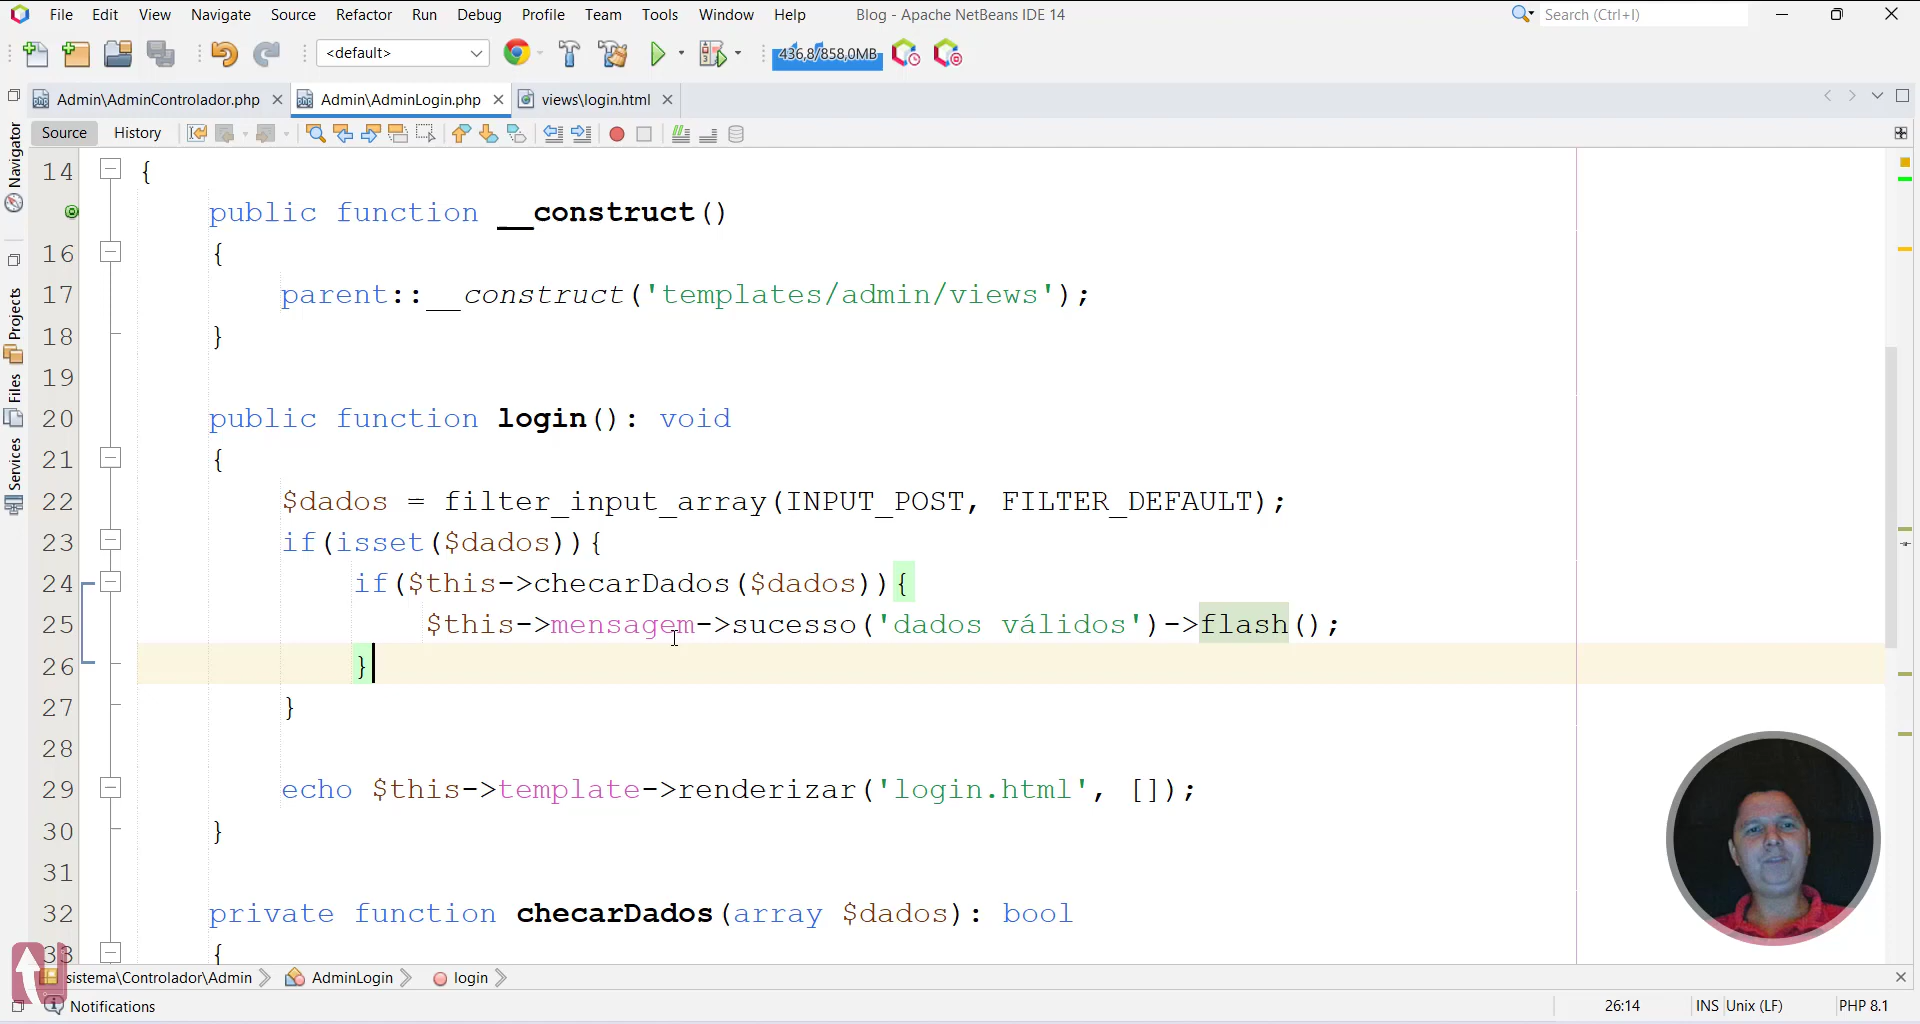 File Edit View Navigate Source Refactor Run Debug Profile Team Tools Window Help Blog - Apache NetBeans IDE 14 Search (Ctrl+I)
<default> 436,8/858,0MB
Admin\AdminControlador.php Admin\AdminLogin.php views\login.html
Source History
Navigator
Projects
Files
Services
14 {
public function __construct()
16 {
17 parent::__construct('templates/admin/views');
18 }
19
20 public function login(): void
21 {
22 $dados = filter_input_array(INPUT_POST, FILTER_DEFAULT);
23 if(isset($dados)){
24 if($this->checarDados($dados)){
25 $this->mensagem->sucesso('dados válidos')->flash();
26 }
27 }
28
29 echo $this->template->renderizar('login.html', []);
30 }
31
32 private function checarDados(array $dados): bool
33 {
sistema\Controlador\Admin AdminLogin login
Notifications 26:14 INS Unix (LF) PHP 8.1